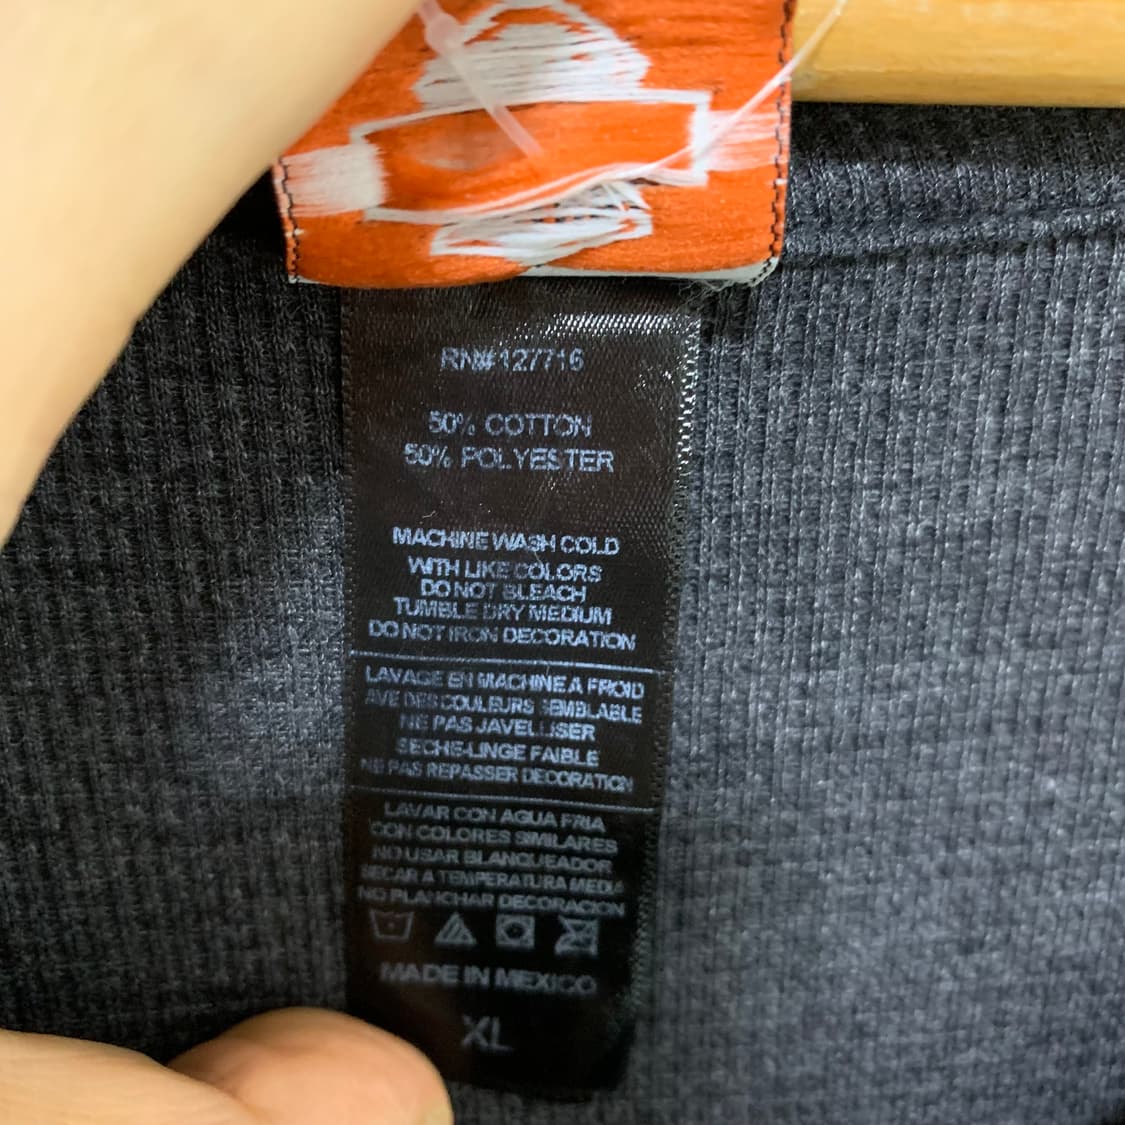 RN# 127716
50% COTTON
50% POLYESTER
MACHINE WASH COLD
WITH LIKE COLORS
DO NOT BLEACH
TUMBLE DRY MEDIUM
DO NOT IRON DECORATION
LAVAGE EN MACHINE A FROID
AVE DES COULEURS SEMBLABLE
NE PAS JAVELLISER
SECHE-LINGE FAIBLE
NE PAS REPASSER DECORATION
LAVAR CON AGUA FRIA
CON COLORES SIMILARES
NO USAR BLANQUEADOR
SECAR A TEMPERATURA MEDIA
NO PLANCHAR DECORACION
MADE IN MEXICO
XL